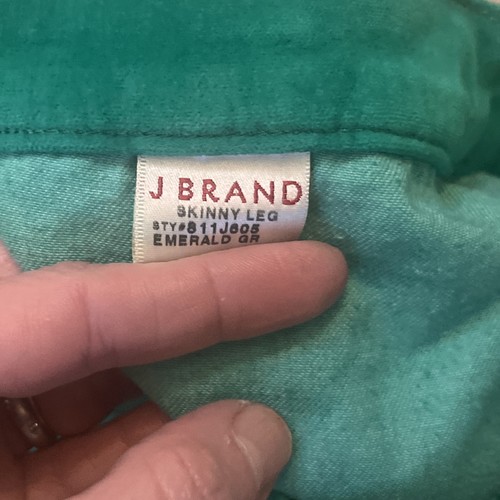 J BRAND
SKINNY LEG
STY#811J605
EMERALD GR